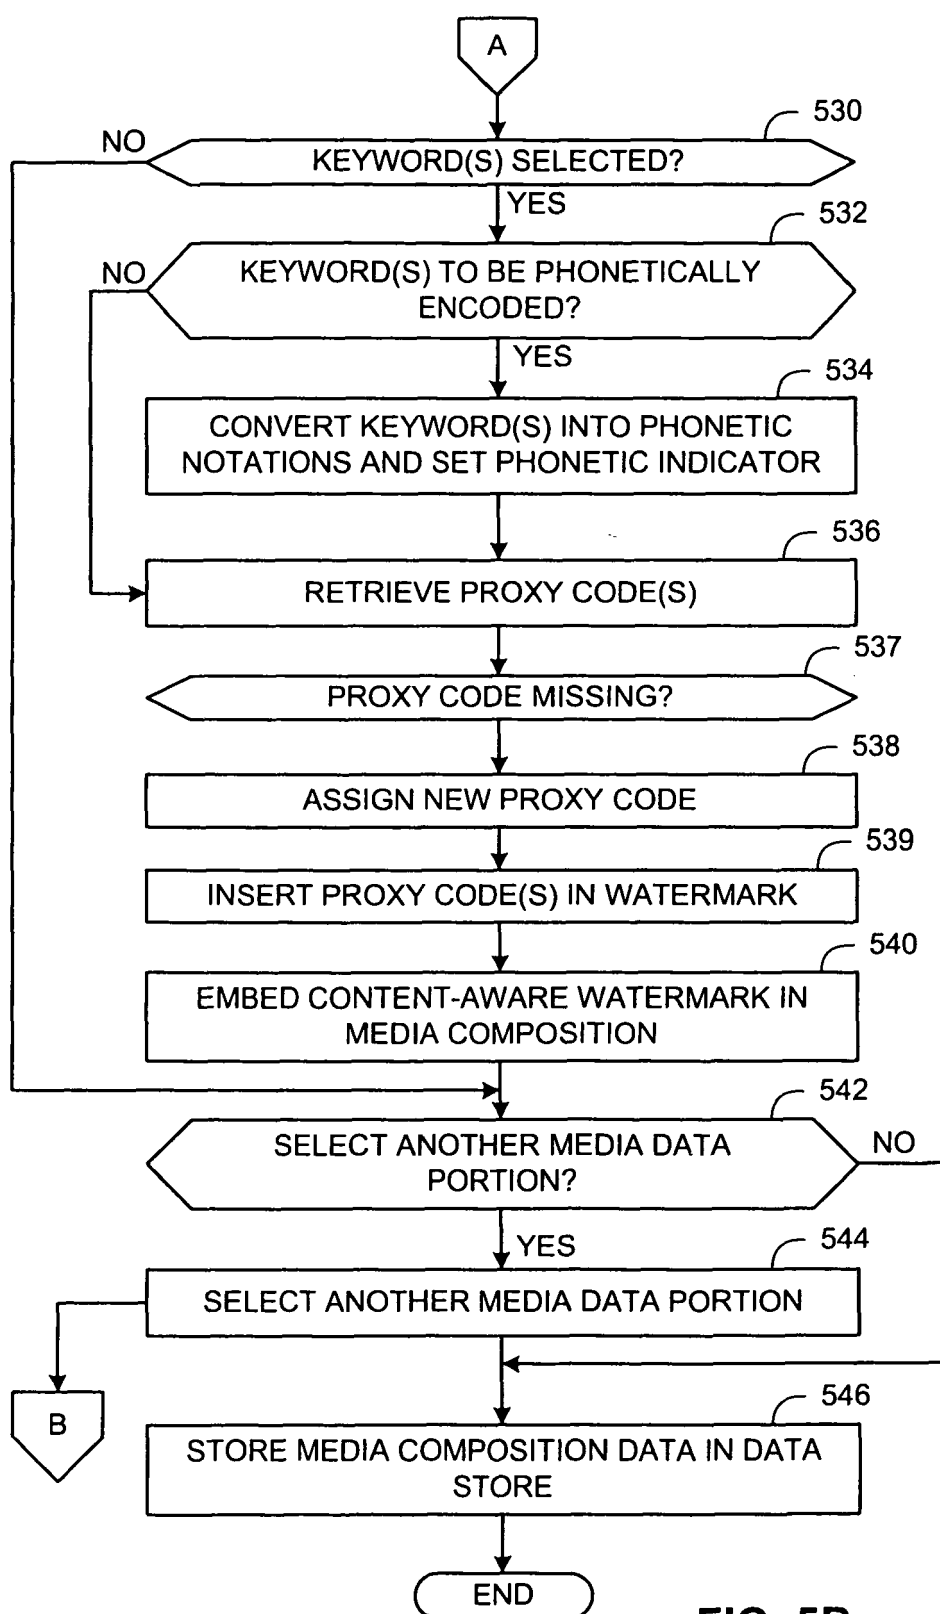 A
530
NO
KEYWORD(S) SELECTED?
YES
532
NO
KEYWORD(S) TO BE PHONETICALLY
ENCODED?
YES
534
CONVERT KEYWORD(S) INTO PHONETIC
NOTATIONS AND SET PHONETIC INDICATOR
536
RETRIEVE PROXY CODE(S)
537
PROXY CODE MISSING?
538
ASSIGN NEW PROXY CODE
539
INSERT PROXY CODE(S) IN WATERMARK
540
EMBED CONTENT-AWARE WATERMARK IN
MEDIA COMPOSITION
542
SELECT ANOTHER MEDIA DATA
PORTION?
NO
YES
544
SELECT ANOTHER MEDIA DATA PORTION
B
546
STORE MEDIA COMPOSITION DATA IN DATA
STORE
END